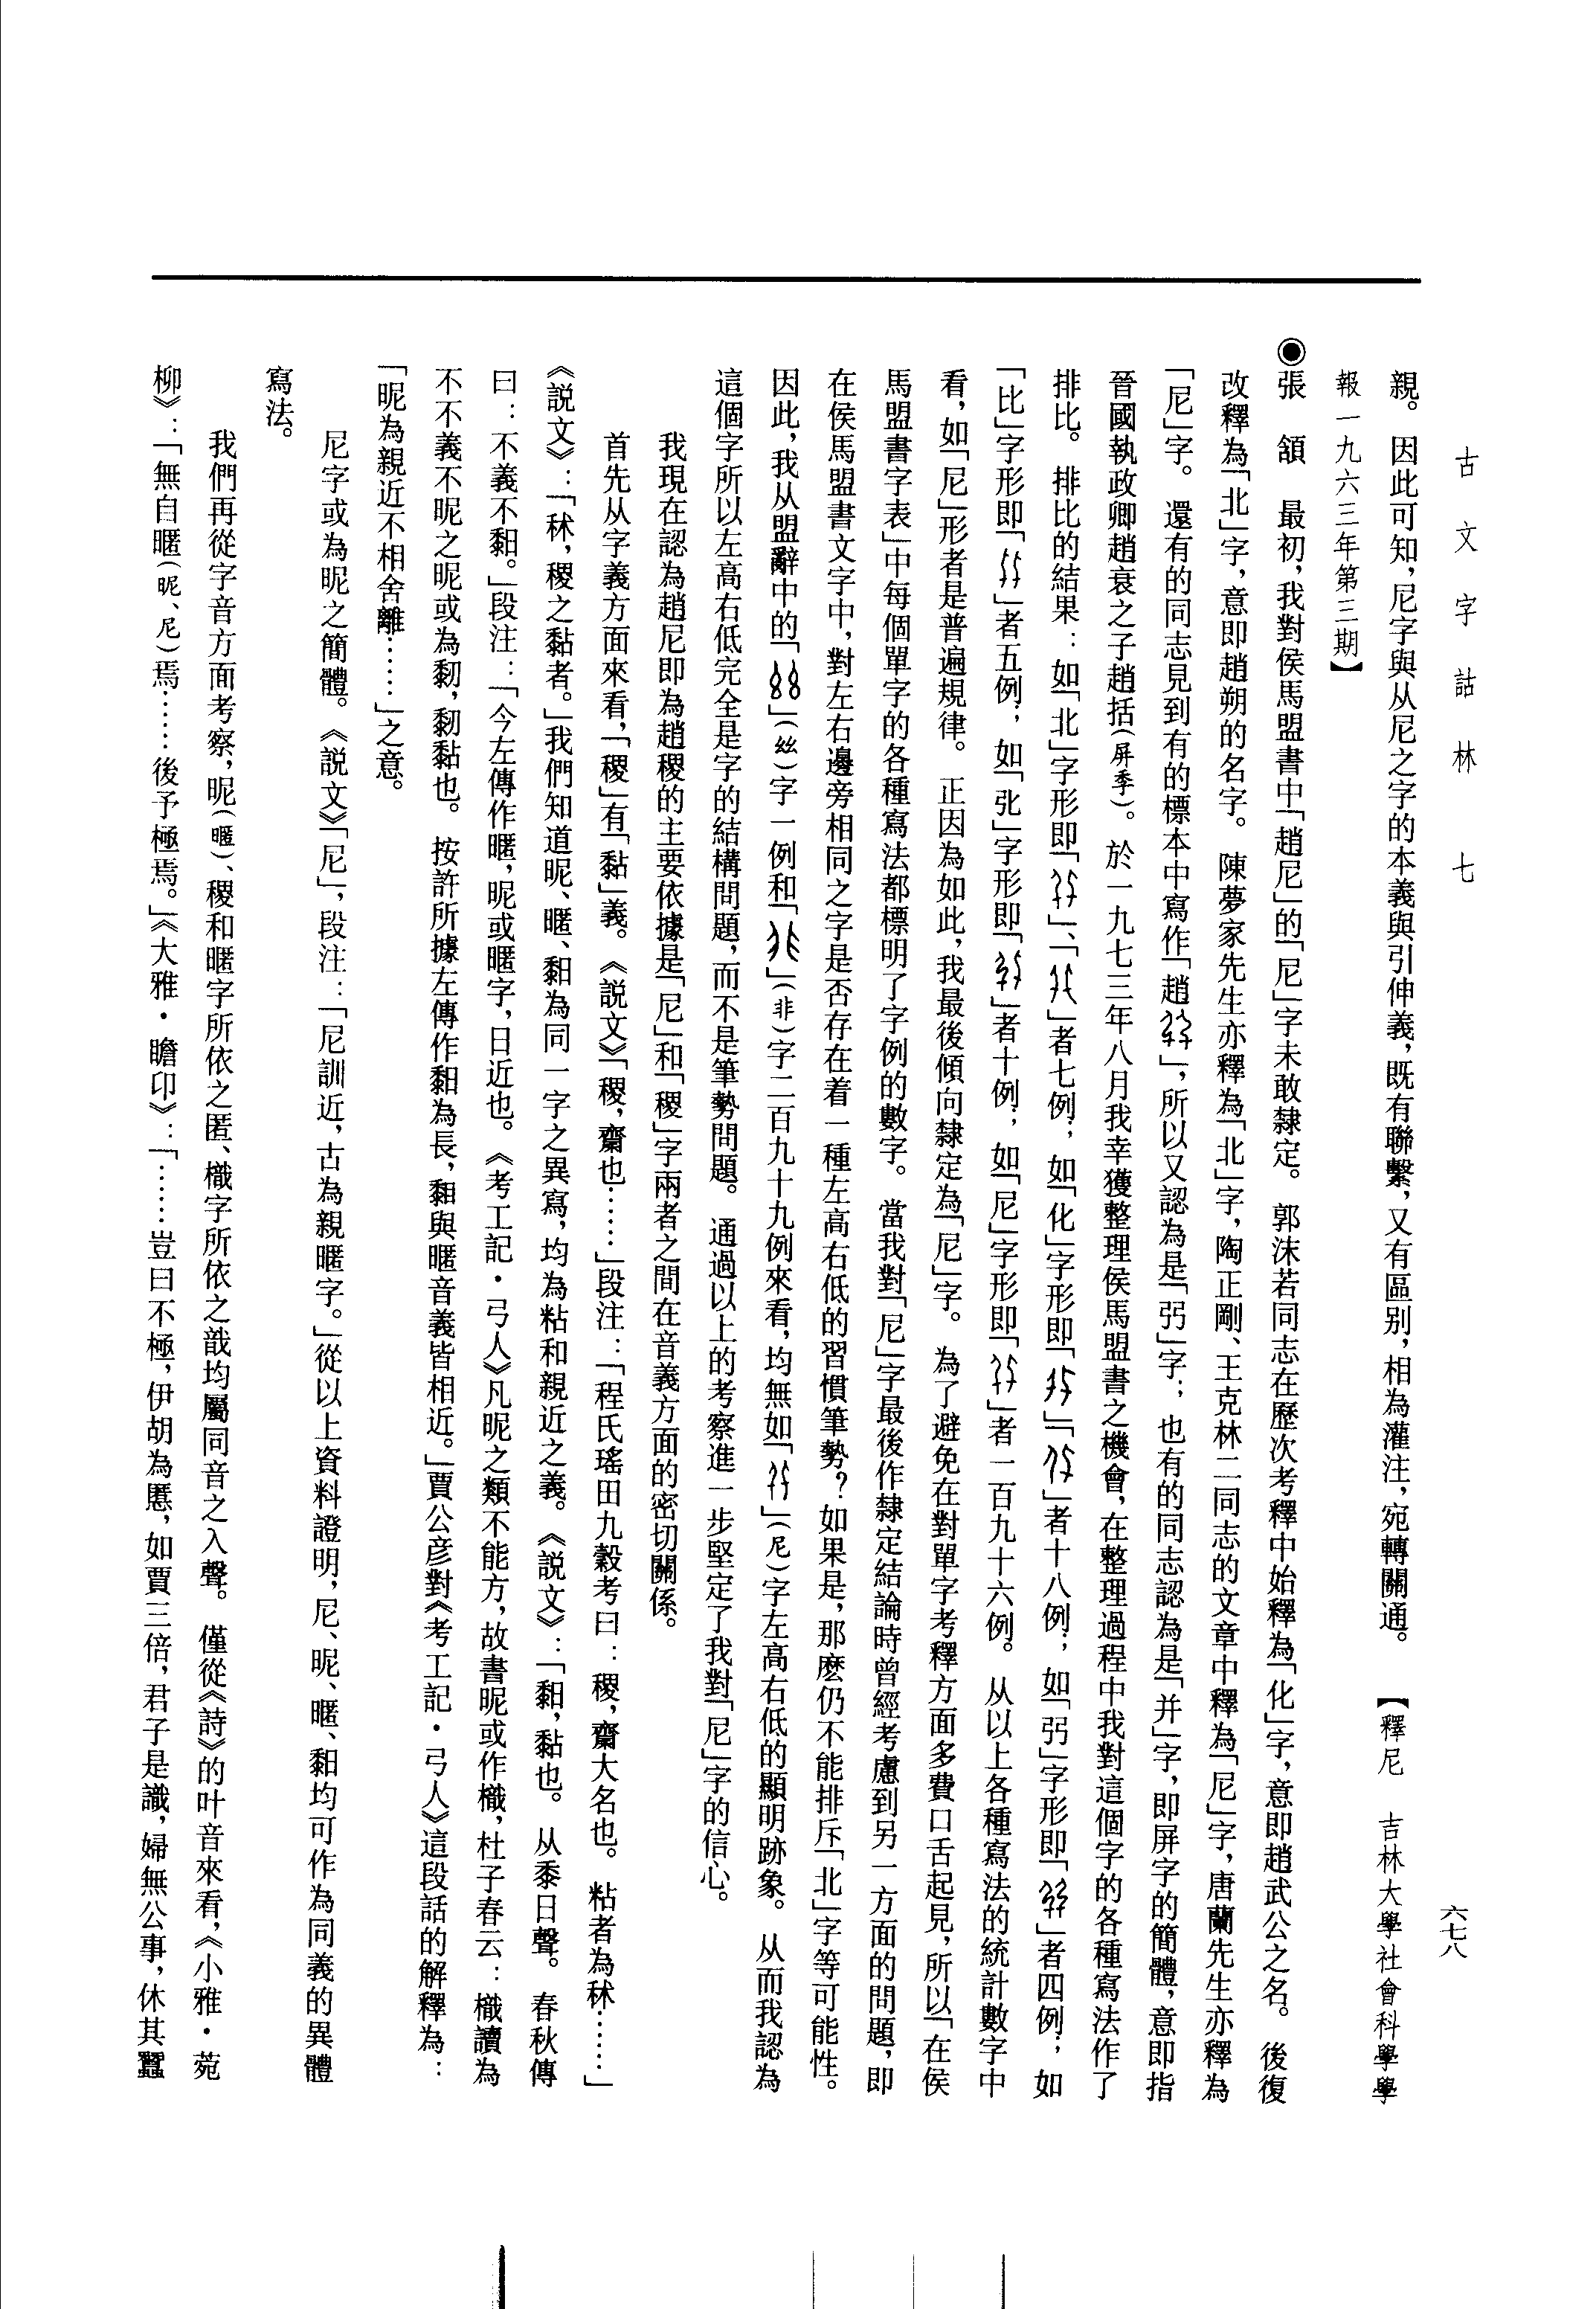 古文字詁林 七
六七八
親。因此可知，尼字與从尼之字的本義與引伸義，既有聯繫，又有區別，相為灌注，宛轉關通。 【釋尼 吉林大學社會科學學
報一九六三年第三期】
◉張 頷 最初，我對侯馬盟書中「趙尼」的「尼」字未敢隸定。郭沫若同志在歷次考釋中始釋為「化」字，意即趙武公之名。後復
改釋為「北」字，意即趙朔的名字。陳夢家先生亦釋為「北」字，陶正剛、王克林二同志的文章中釋為「尼」字，唐蘭先生亦釋為
「尼」字。還有的同志見到有的標本中寫作「趙」，所以又認為是「弜」字；也有的同志認為是「并」字，即屏字的簡體，意即指
晉國執政卿趙衰之子趙括（屏季）。於一九七三年八月我幸獲整理侯馬盟書之機會，在整理過程中我對這個字的各種寫法作了
排比。排比的結果：如「北」字形即「」、「」者七例；如「化」字形即「」「」者十八例；如「弜」字形即「」者四例；如
「比」字形即「」者五例；如「」字形即「」者十例；如「尼」字形即「」者一百九十六例。从以上各種寫法的統計數字中
看，如「尼」形者是普遍規律。正因為如此，我最後傾向隸定為「尼」字。為了避免在對單字考釋方面多費口舌起見，所以「在侯
馬盟書字表」中每個單字的各種寫法都標明了字例的數字。當我對「尼」字最後作隸定結論時曾經考慮到另一方面的問題，即
在侯馬盟書文字中，對左右邊旁相同之字是否存在着一種左高右低的習慣筆勢？如果是，那麽仍不能排斥「北」字等可能性。
因此，我从盟辭中的「」（絲）字一例和「」（非）字二百九十九例來看，均無如「」（尼）字左高右低的顯明跡象。从而我認為
這個字所以左高右低完全是字的結構問題，而不是筆勢問題。通過以上的考察進一步堅定了我對「尼」字的信心。
我現在認為趙尼即為趙稷的主要依據是「尼」和「稷」字兩者之間在音義方面的密切關係。
首先从字義方面來看，「稷」有「黏」義。《説文》「稷，齋也……」段注：「程氏瑤田九穀考曰：稷，齋大名也。粘者為秫……」
《説文》：「秫，稷之黏者。」我們知道昵、暱、䵒為同一字之異寫，均為粘和親近之義。《説文》：「䵒，黏也。从黍日聲。春秋傳
曰：不義不䵒。」段注：「今左傳作暱，昵或暱字，日近也。《考工記・弓人》凡昵之類不能方，故書昵或作樴，杜子春云：樴讀為
不不義不昵之昵或為䵑，䵑黏也。按許所據左傳作䵒為長，䵒與暱音義皆相近。」賈公彦對《考工記・弓人》這段話的解釋為：
「昵為親近不相舍離……」之意。
尼字或為昵之簡體。《説文》「尼」，段注：「尼訓近，古為親暱字。」從以上資料證明，尼、昵、暱、䵒均可作為同義的異體
寫法。
我們再從字音方面考察，昵（暱）、稷和暱字所依之匿、樴字所依之戠均屬同音之入聲。僅從《詩》的叶音來看，《小雅・菀
柳》：「無自暱（昵、尼）焉……後予極焉。」《大雅・瞻卬》：「……豈曰不極，伊胡為慝，如賈三倍，君子是識，婦無公事，休其蠶